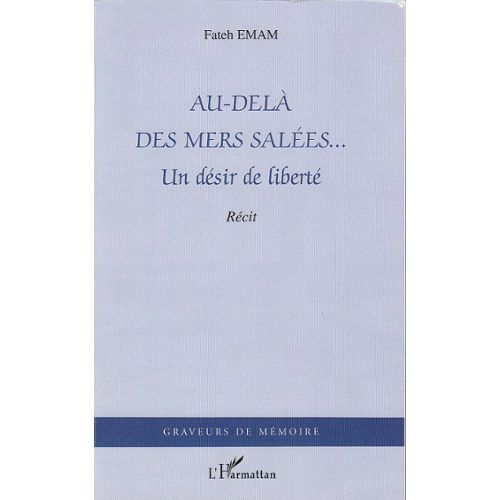 Fateh EMAM
AU-DELÀ
DES MERS SALÉES...
Un désir de liberté
Récit
GRAVEURS DE MÉMOIRE
L'Harmattan